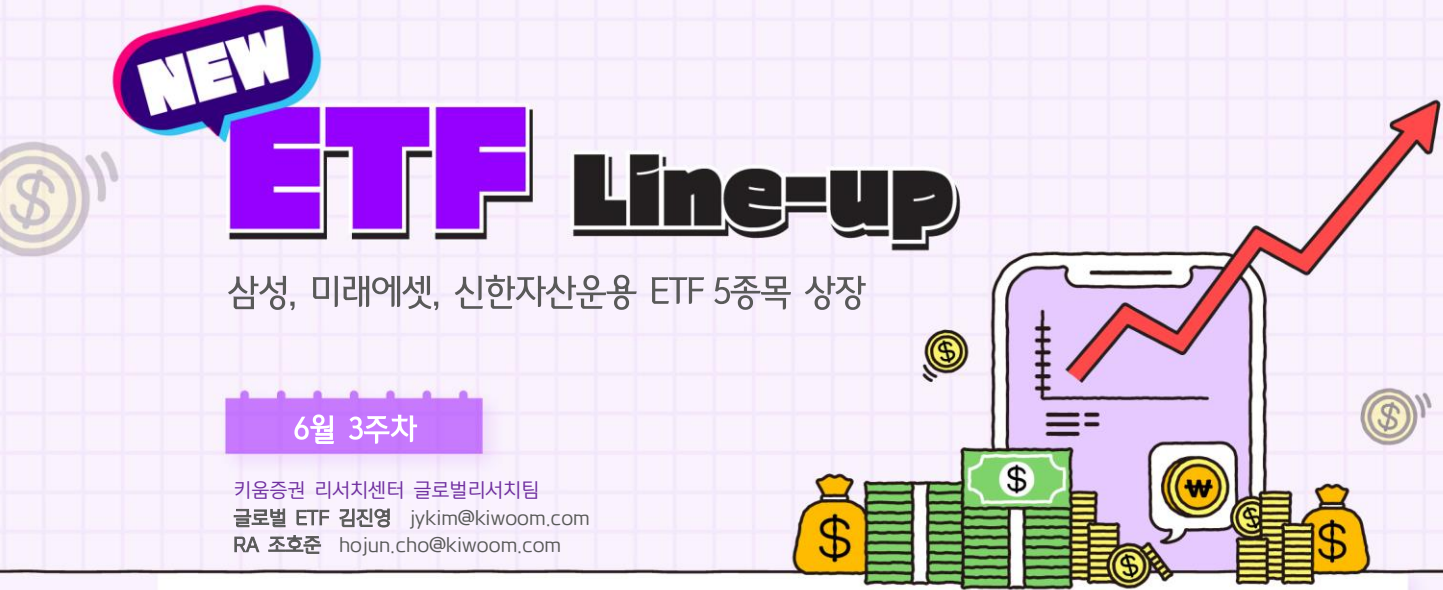 NEW
ETF Line-up
삼성, 미래에셋, 신한자산운용 ETF 5종목 상장
6월 3주차
키움증권 리서치센터 글로벌리서치팀
글로벌 ETF 김진영 jykim@kiwoom.com
RA 조호준 hojun.cho@kiwoom.com
$
$
$
$
₩
$
$
$
$